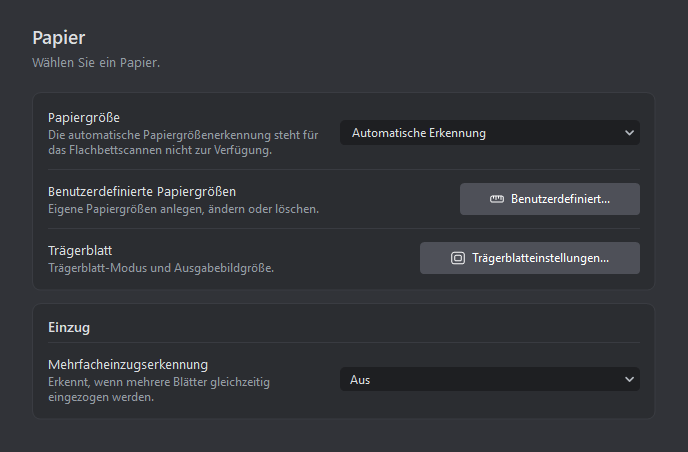 Papier
Wählen Sie ein Papier.
Papiergröße
Die automatische Papiergrößenerkennung steht für
das Flachbettscannen nicht zur Verfügung.
Automatische Erkennung
Benutzerdefinierte Papiergrößen
Eigene Papiergrößen anlegen, ändern oder löschen.
Benutzerdefiniert...
Trägerblatt
Trägerblatt-Modus und Ausgabebildgröße.
Trägerblatteinstellungen...
Einzug
Mehrfacheinzugserkennung
Erkennt, wenn mehrere Blätter gleichzeitig
eingezogen werden.
Aus